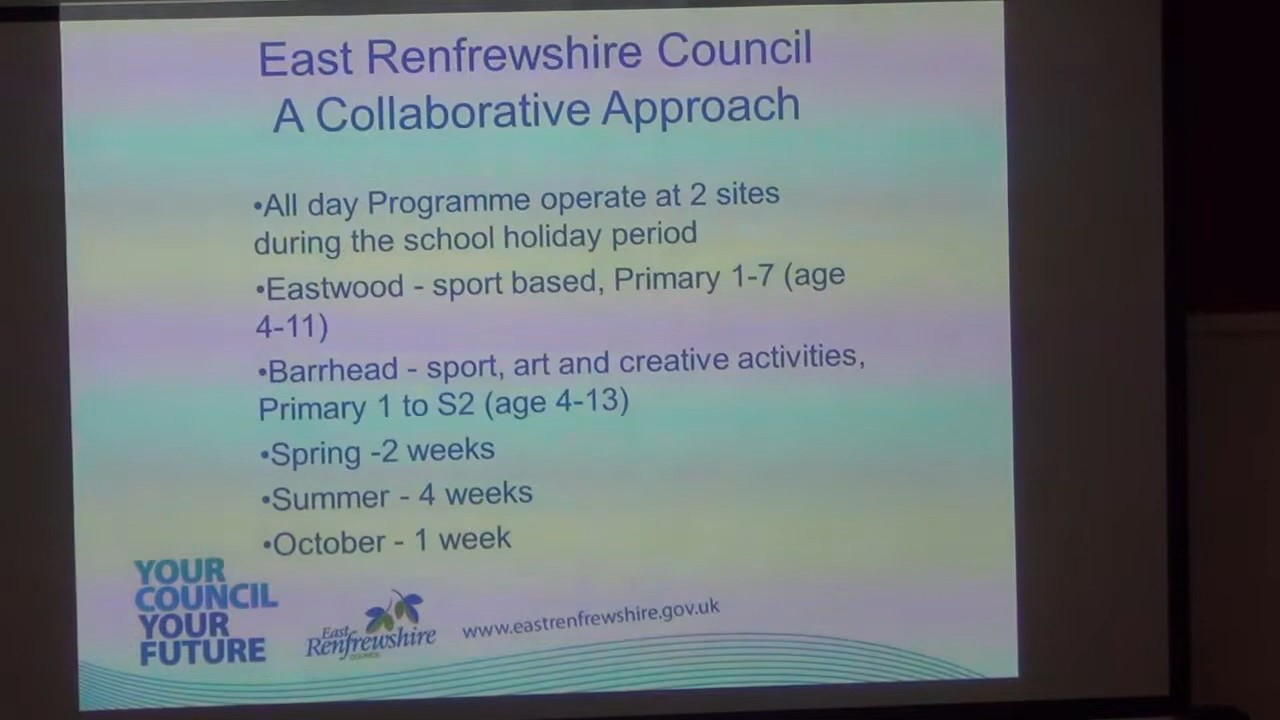 East Renfrewshire Council
A Collaborative Approach
•All day Programme operate at 2 sites
during the school holiday period
•Eastwood - sport based, Primary 1-7 (age
4-11)
•Barrhead - sport, art and creative activities,
Primary 1 to S2 (age 4-13)
•Spring -2 weeks
•Summer - 4 weeks
•October - 1 week
YOUR
COUNCIL
YOUR
FUTURE
East
Renfrewshire
COUNCIL
www.eastrenfrewshire.gov.uk